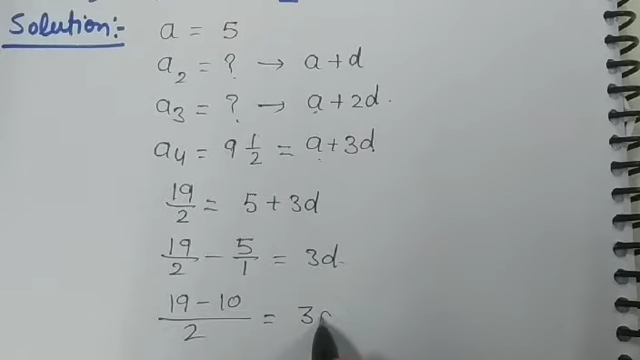 Solution:-
a = 5
a₂ = ? → a+d
a₃ = ? → a+2d.
a₄ = 9 1/2 = a+3d
19/2 = 5 + 3d
19/2 - 5/1 = 3d
(19-10)/2 = 3